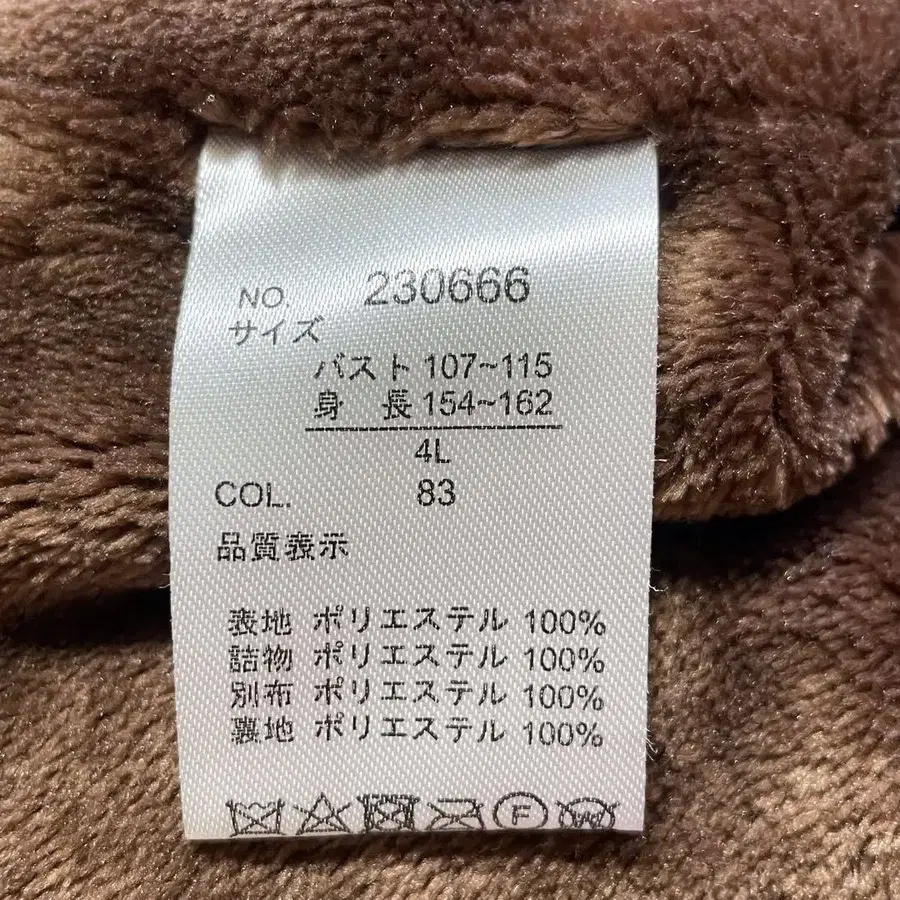 NO. 230666
サイズ
バスト 107~115
身 長 154~162
4L
COL. 83
品質表示
表地 ポリエステル 100%
詰物 ポリエステル 100%
別布 ポリエステル 100%
裏地 ポリエステル 100%
F W